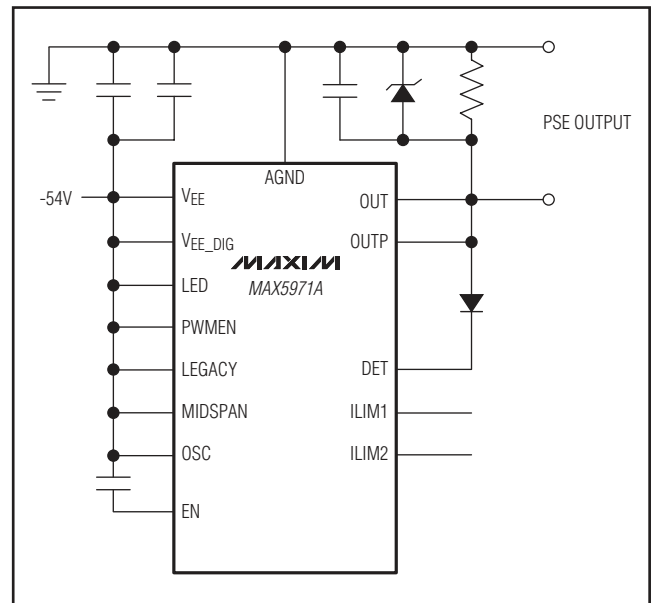 PSE OUTPUT
AGND
-54V
VEE
OUT
VEE_DIG
OUTP
MAXIM
LED
MAX5971A
PWMEN
LEGACY
DET
MIDSPAN
ILIM1
OSC
ILIM2
EN